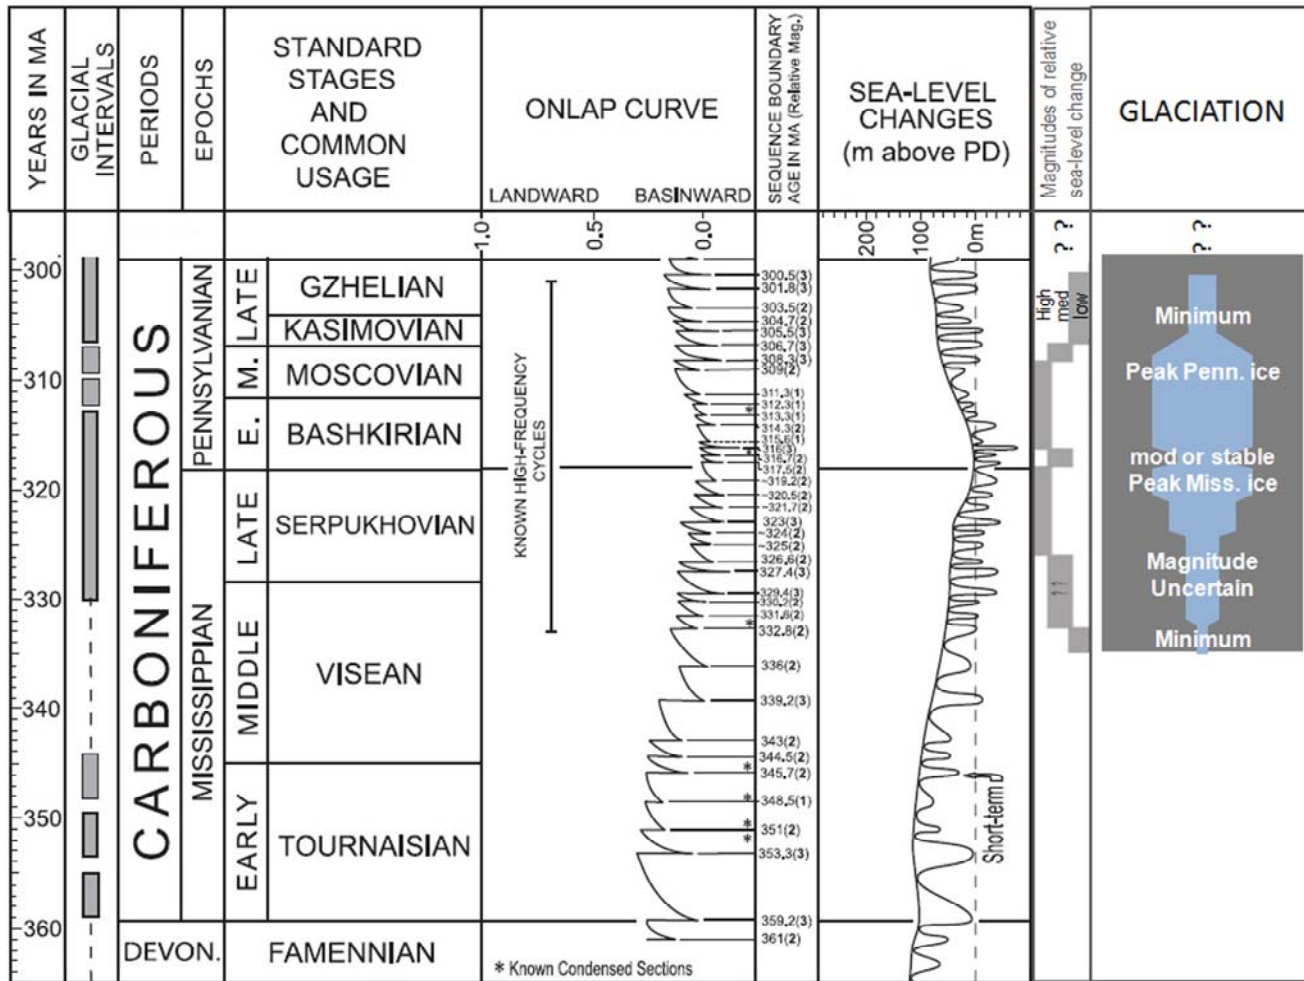 YEARS IN MA
GLACIAL
INTERVALS
PERIODS
EPOCHS
STANDARD
STAGES
AND
COMMON
USAGE
ONLAP CURVE
LANDWARD
BASINWARD
SEQUENCE BOUNDARY
AGE IN MA (Relative Mag.)
SEA-LEVEL
CHANGES
(m above PD)
Magnitudes of relative
sea-level change
GLACIATION
1.0
0.5
0.0
200
100
0m
? ?
? ?
300
310
320
330
340
350
360
CARBONIFEROUS
DEVON.
PENNSYLVANIAN
MISSISSIPPIAN
LATE
M.
E.
LATE
MIDDLE
EARLY
GZHELIAN
KASIMOVIAN
MOSCOVIAN
BASHKIRIAN
SERPUKHOVIAN
VISEAN
TOURNAISIAN
FAMENNIAN
KNOWN HIGH-FREQUENCY
CYCLES
300.5(3)
301.8(3)
303.5(2)
304.7(2)
305.5(3)
306.7(3)
308.3(3)
309(2)
311.3(1)
312.3(1)
*
313.3(1)
314.3(2)
315.6(1)
316(3)
*
316.7(2)
317.5(2)
~319.2(2)
~320.5(2)
~321.7(2)
323(3)
~324(2)
~325(2)
326.6(2)
327.4(3)
329.4(3)
330.2(2)
331.6(2)
*
332.8(2)
336(2)
339.2(3)
343(2)
344.5(2)
*
345.7(2)
*
348.5(1)
*
351(2)
*
353.3(3)
359.2(3)
361(2)
* Known Condensed Sections
Short-term
High
med
low
??
Minimum
Peak Penn. ice
mod or stable
Peak Miss. ice
Magnitude
Uncertain
Minimum